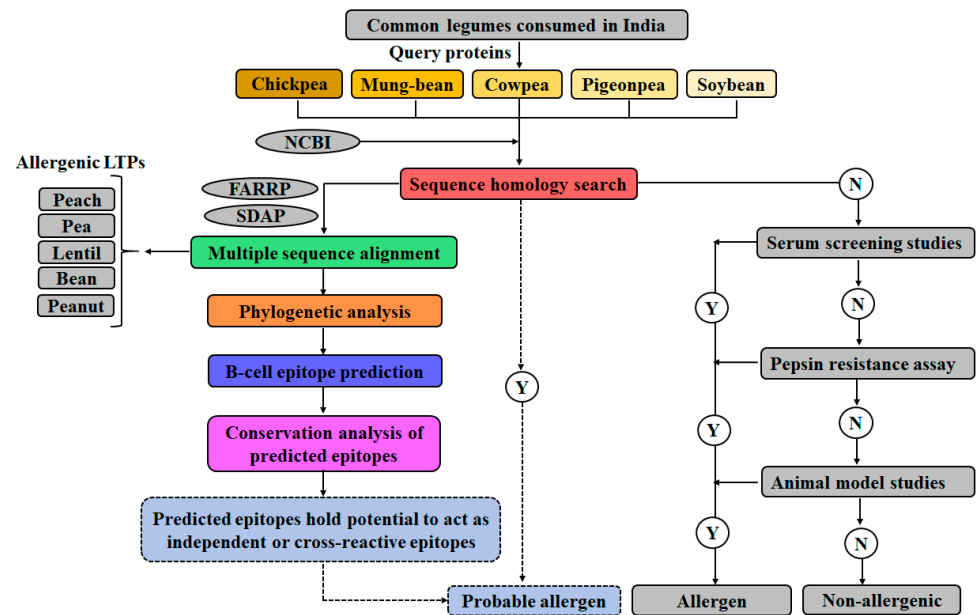 Common legumes consumed in India
Query proteins
Chickpea
Mung-bean
Cowpea
Pigeonpea
Soybean
NCBI
Allergenic LTPs
Peach
Pea
Lentil
Bean
Peanut
FARRP
SDAP
Sequence homology search
N
Multiple sequence alignment
Serum screening studies
Phylogenetic analysis
Y
N
B-cell epitope prediction
Y
Pepsin resistance assay
Conservation analysis of
predicted epitopes
Y
N
Animal model studies
Predicted epitopes hold potential to act as
independent or cross-reactive epitopes
Y
N
Probable allergen
Allergen
Non-allergenic